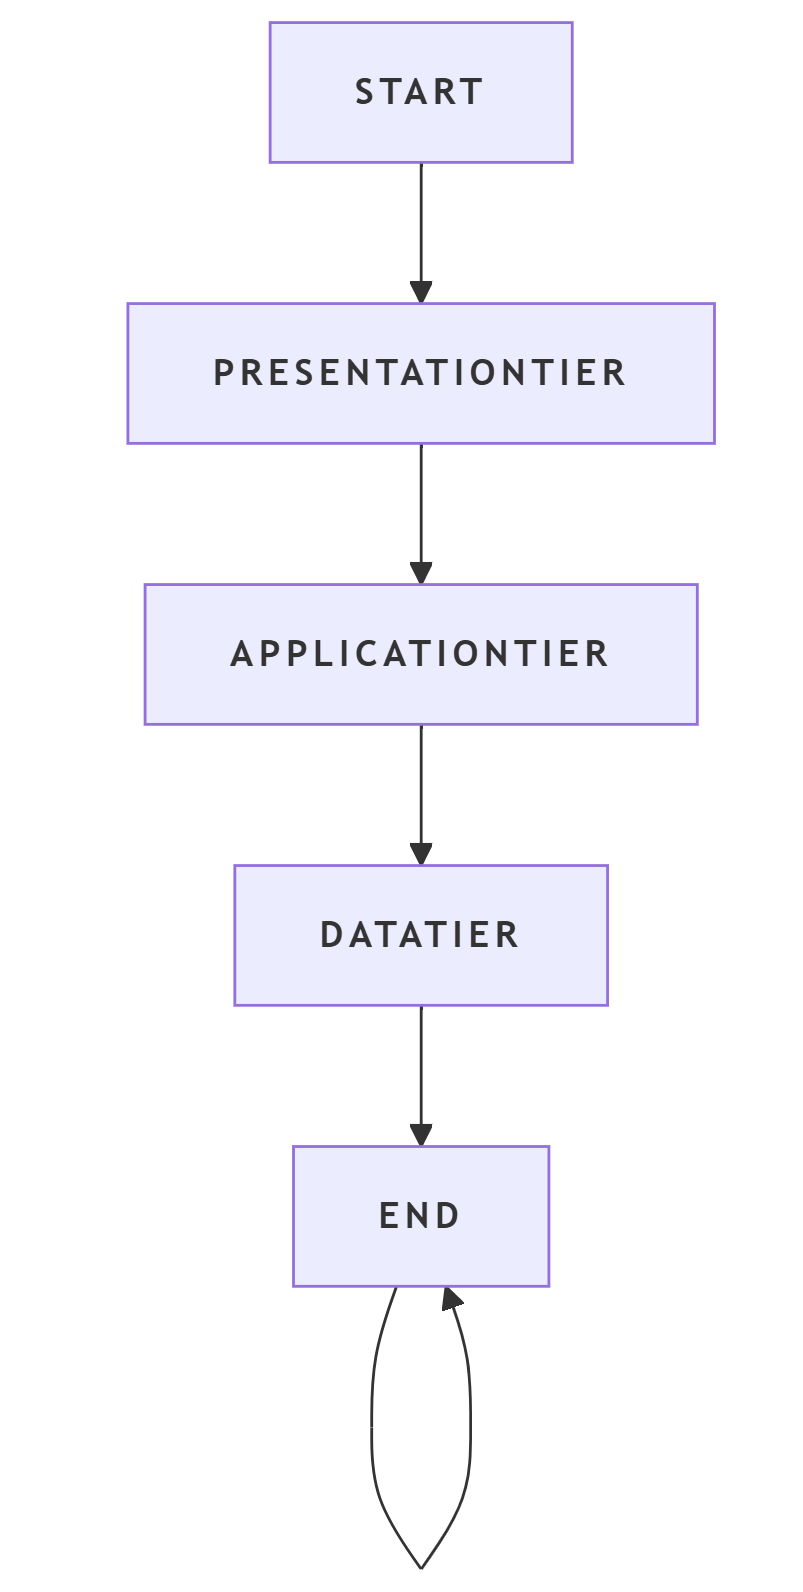 START
PRESENTATIONTIER
APPLICATIONTIER
DATATIER
END